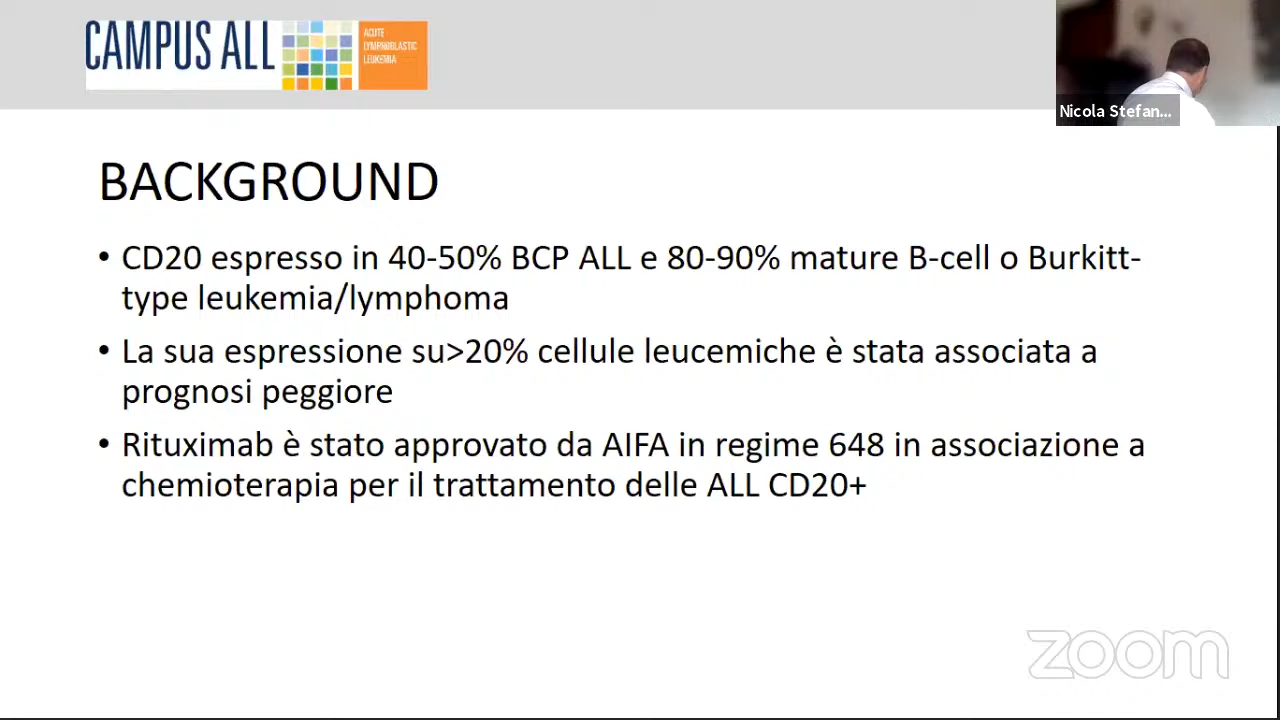 CAMPUS ALL
ACUTE
LYMPHOBLASTIC
LEUKEMIA
Nicola Stefan...
BACKGROUND
• CD20 espresso in 40-50% BCP ALL e 80-90% mature B-cell o Burkitt-
type leukemia/lymphoma
• La sua espressione su>20% cellule leucemiche è stata associata a
prognosi peggiore
• Rituximab è stato approvato da AIFA in regime 648 in associazione a
chemioterapia per il trattamento delle ALL CD20+
zoom